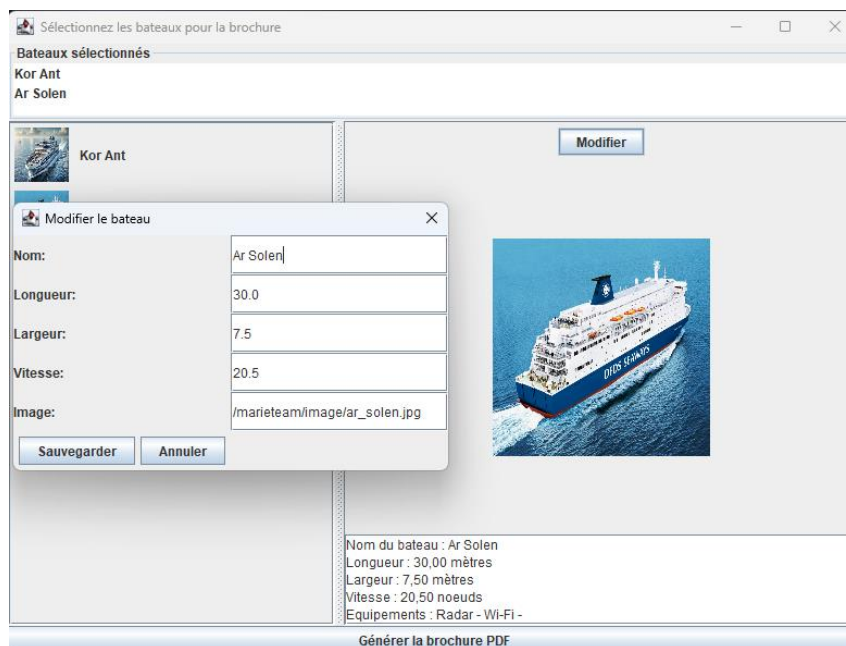 Sélectionnez les bateaux pour la brochure
Bateaux sélectionnés
Kor Ant
Ar Solen
Kor Ant
Modifier
Modifier le bateau
Nom:
Ar Solen
Longueur:
30.0
Largeur:
7.5
Vitesse:
20.5
Image:
/marieteam/image/ar_solen.jpg
Sauvegarder
Annuler
DFDS SEAWAYS
Nom du bateau : Ar Solen
Longueur : 30,00 mètres
Largeur : 7,50 mètres
Vitesse : 20,50 noeuds
Equipements : Radar - Wi-Fi -
Générer la brochure PDF